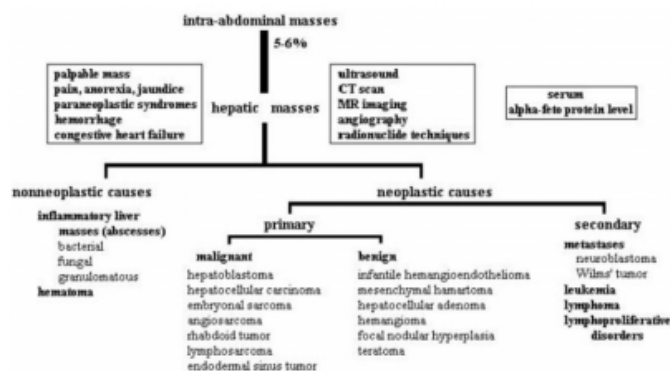 intra-abdominal masses
5-6%
palpable mass
pain, anorexia, jaundice
paraneoplastic syndromes
hemorrhage
congestive heart failure
hepatic masses
ultrasound
CT scan
MR imaging
angiography
radionuclide techniques
serum
alpha-feto protein level
nonneoplastic causes
inflammatory liver
masses (abscesses)
bacterial
fungal
granulomatous
hematoma
neoplastic causes
primary
malignant
hepatoblastoma
hepatocellular carcinoma
embryonal sarcoma
angiosarcoma
rhabdoid tumor
lymphosarcoma
endodermal sinus tumor
benign
infantile hemangioendothelioma
mesenchymal hamartoma
hepatocellular adenoma
hemangioma
focal nodular hyperplasia
teratoma
secondary
metastases
neuroblastoma
Wilms' tumor
leukemia
lymphoma
lymphoproliferative
disorders